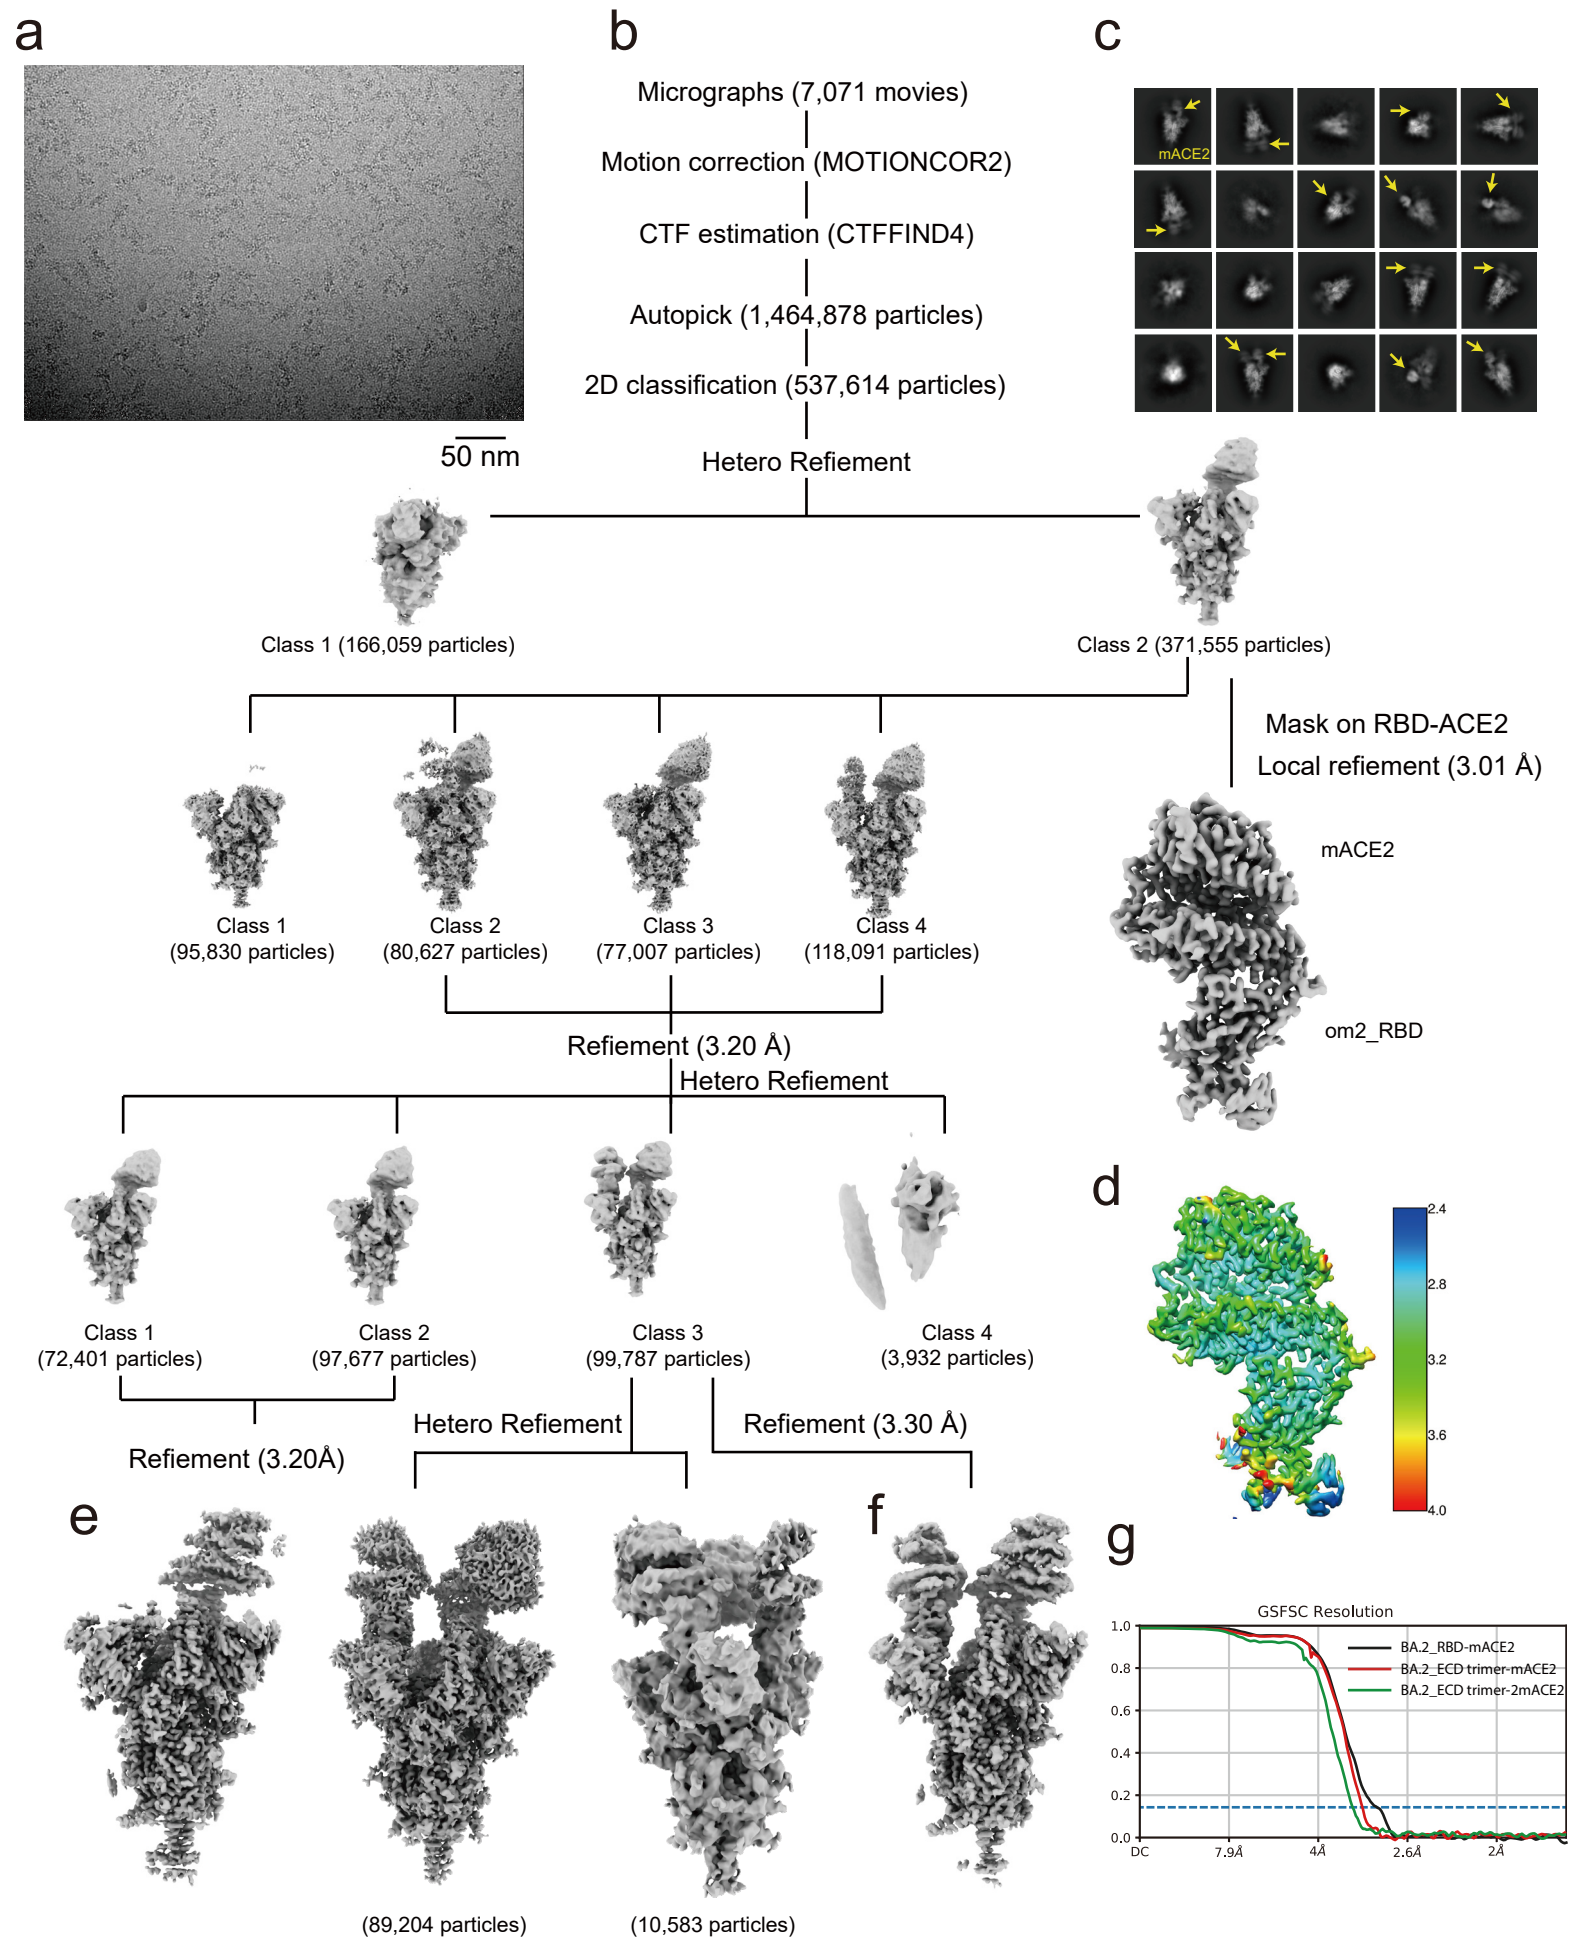 a
b
c
Micrographs (7,071 movies)
Motion correction (MOTIONCOR2)
CTF estimation (CTFFIND4)
Autopick (1,464,878 particles)
2D classification (537,614 particles)
Hetero Refiement
mACE2
50 nm
Class 1 (166,059 particles)
Class 2 (371,555 particles)
Mask on RBD-ACE2
Local refiement (3.01 Å)
mACE2
om2_RBD
Class 1
(95,830 particles)
Class 2
(80,627 particles)
Class 3
(77,007 particles)
Class 4
(118,091 particles)
Refiement (3.20 Å)
Hetero Refiement
Class 1
(72,401 particles)
Class 2
(97,677 particles)
Class 3
(99,787 particles)
Class 4
(3,932 particles)
Refiement (3.20Å)
Hetero Refiement
Refiement (3.30 Å)
d
2.4
2.8
3.2
3.6
4.0
e
(89,204 particles)
(10,583 particles)
f
g
GSFSC Resolution
BA.2_RBD-mACE2
BA.2_ECD trimer-mACE2
BA.2_ECD trimer-2mACE2
1.0
0.8
0.6
0.4
0.2
0.0
DC
7.9Å
4Å
2.6Å
2Å